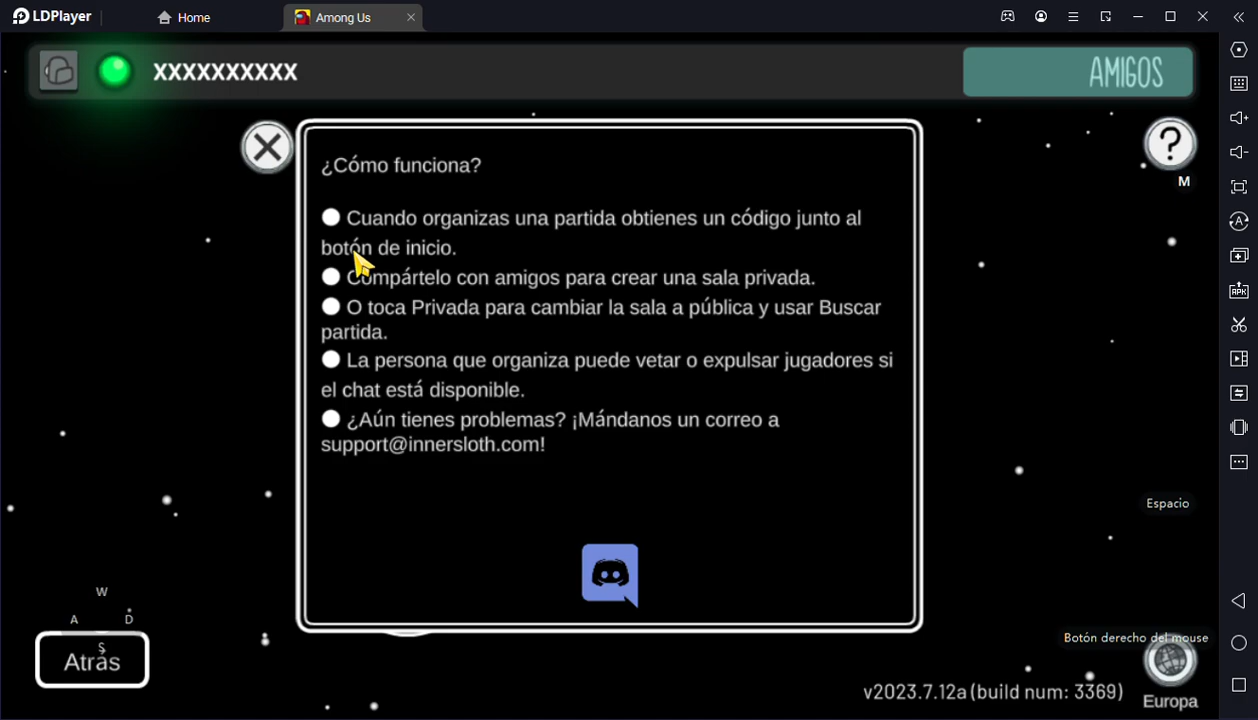 LDPlayer
Home
Among Us
XXXXXXXXXX
AMIGOS
?
M
¿Cómo funciona?
Cuando organizas una partida obtienes un código junto al
botón de inicio.
Compártelo con amigos para crear una sala privada.
O toca Privada para cambiar la sala a pública y usar Buscar
partida.
La persona que organiza puede vetar o expulsar jugadores si
el chat está disponible.
¿Aún tienes problemas? ¡Mándanos un correo a
support@innersloth.com!
Espacio
W
A
D
S
Atrás
Botón derecho del mouse
v2023.7.12a (build num: 3369)
Europa